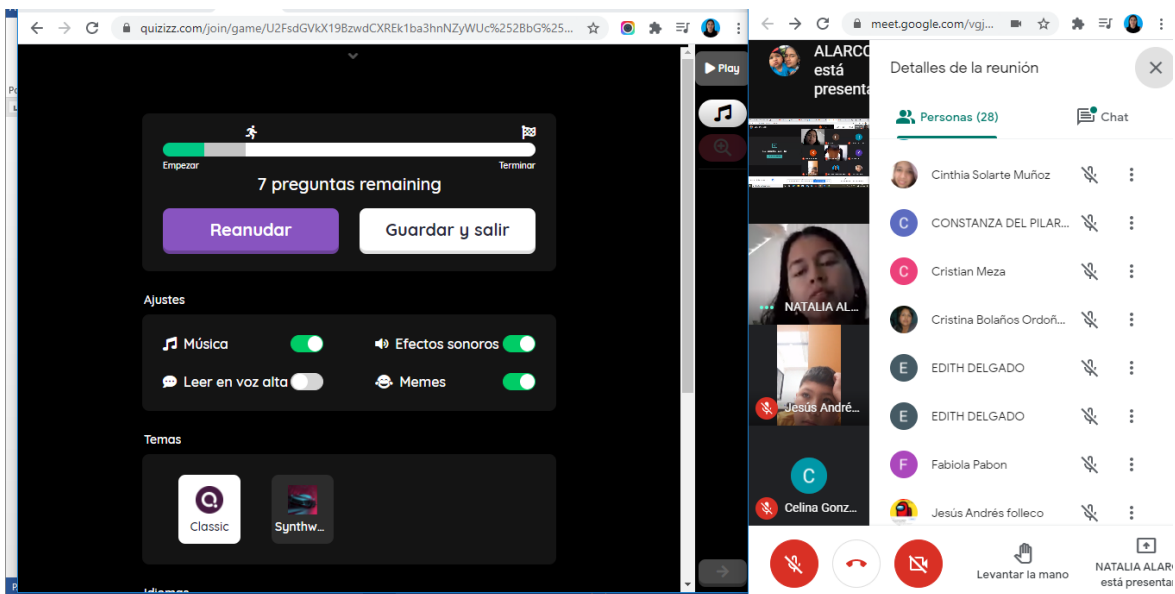 quizizz.com/join/game/U2FsdGVkX19BzwdCXREk1ba3hnNZyWUc%252BbG%25...
Play
Empezar
Terminar
7 preguntas remaining
Reanudar
Guardar y salir
Ajustes
Música
Efectos sonoros
Leer en voz alta
Memes
Temas
Classic
Synthw...
Idiomas
meet.google.com/vgj...
ALARCO
está
presenta
NATALIA AL...
Jesús André...
C
Celina Gonz...
Detalles de la reunión
Personas (28)
Chat
Cinthia Solarte Muñoz
C
CONSTANZA DEL PILAR...
C
Cristian Meza
Cristina Bolaños Ordoñ...
E
EDITH DELGADO
E
EDITH DELGADO
F
Fabiola Pabon
Jesús Andrés folleco
Levantar la mano
NATALIA ALARC
está presentan